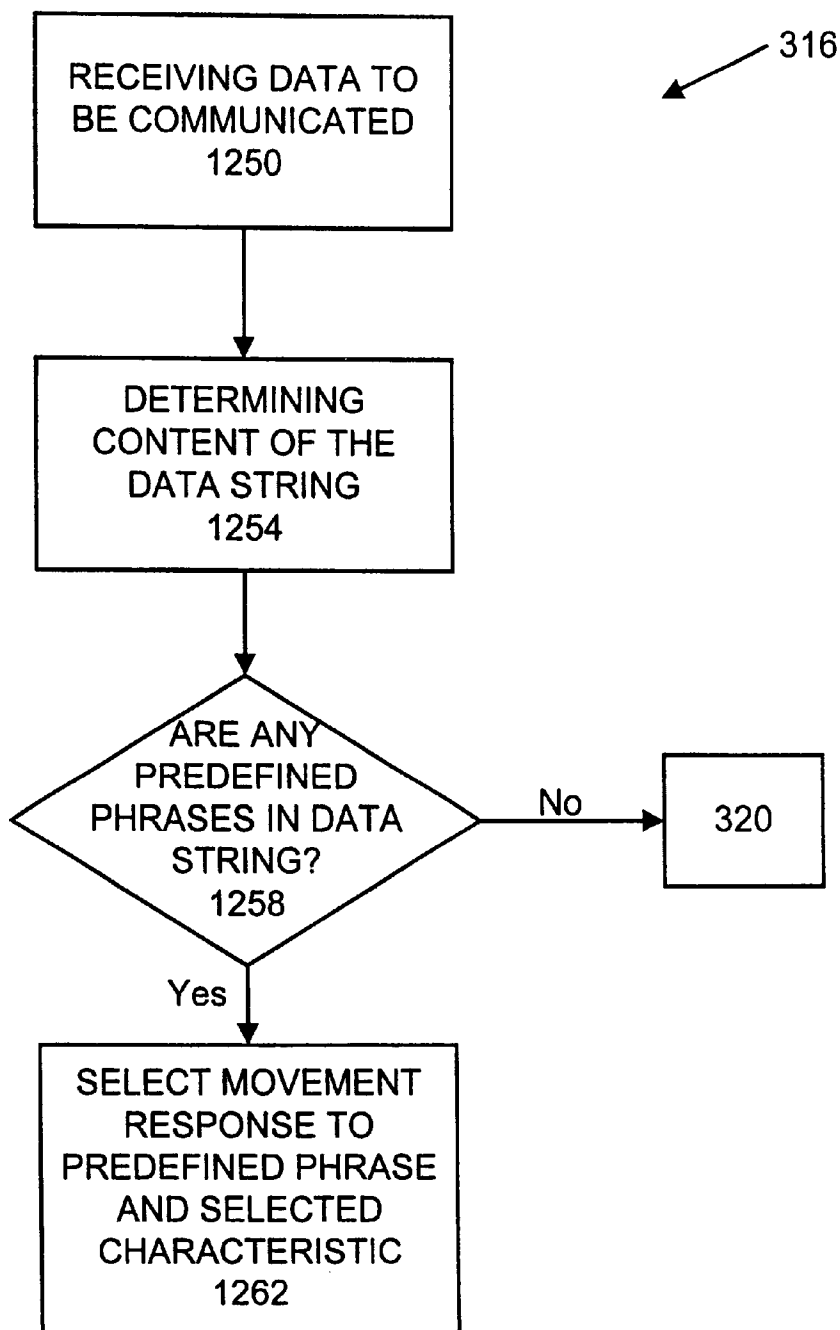 316
RECEIVING DATA TO
BE COMMUNICATED
1250
DETERMINING
CONTENT OF THE
DATA STRING
1254
ARE ANY
PREDEFINED
PHRASES IN DATA
STRING?
1258
No
320
Yes
SELECT MOVEMENT
RESPONSE TO
PREDEFINED PHRASE
AND SELECTED
CHARACTERISTIC
1262